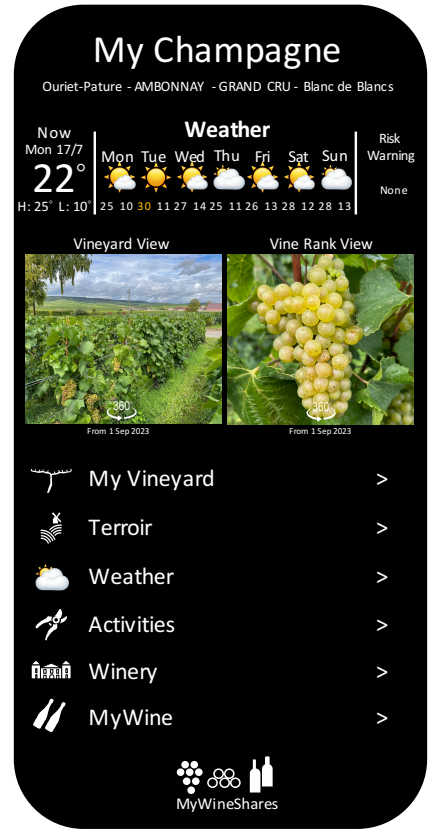 My Champagne
Ouriet-Pature - AMBONNAY - GRAND CRU - Blanc de Blancs
Now
Mon 17/7
22°
H: 25° L: 10°
Weather
Mon Tue Wed Thu Fri Sat Sun
25 10 30 11 27 14 25 11 26 13 28 12 28 13
Risk
Warning
None
Vineyard View
360
From 1 Sep 2023
Vine Rank View
360
From 1 Sep 2023
My Vineyard >
Terroir >
Weather >
Activities >
Winery >
MyWine >
MyWineShares